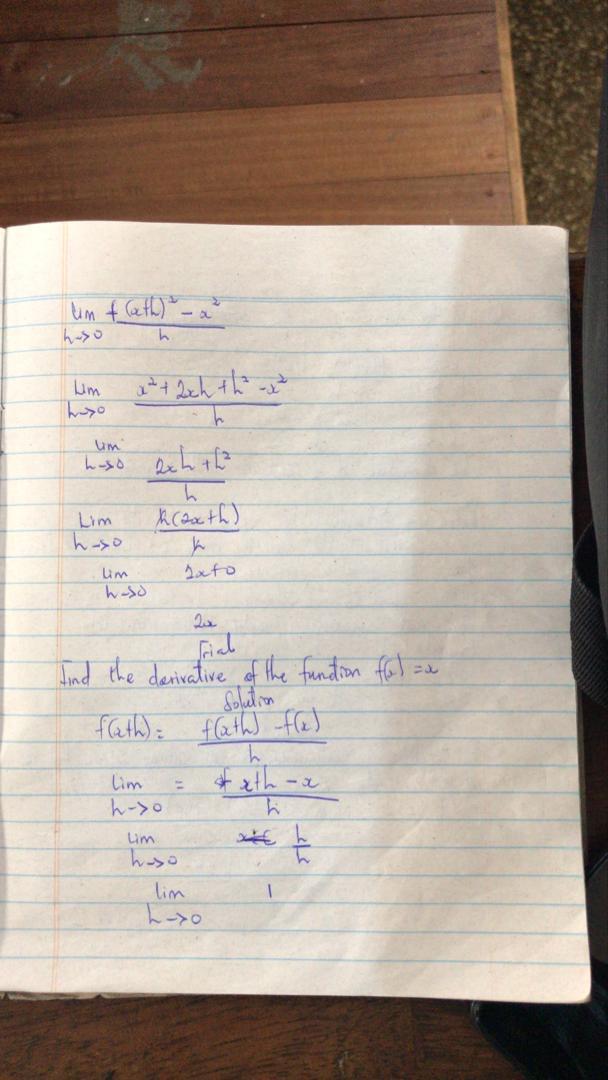 lim f(x+h)² - x²
h->0 h
Lim x² + 2xh + h² - x²
h->0 h
Lim
h->0 2xh + h²
h
Lim h(2x+h)
h->0 h
lim 2x+0
h->0
2x
Trial
find the derivative of the function f(x) = x
Solution
f(x+h) = f(x+h) - f(x)
h
lim = x+h - x
h->0 h
lim h
h->0 h
lim 1
h->0